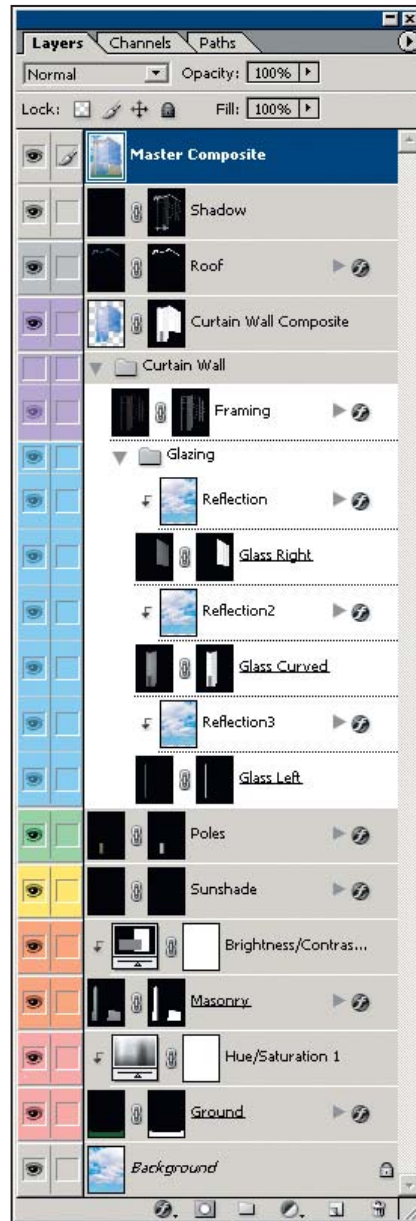 Layers Channels Paths
Normal Opacity: 100%
Lock: Fill: 100%
Master Composite
Shadow
Roof
Curtain Wall Composite
Curtain Wall
Framing
Glazing
Reflection
Glass Right
Reflection2
Glass Curved
Reflection3
Glass Left
Poles
Sunshade
Brightness/Contras...
Masonry
Hue/Saturation 1
Ground
Background